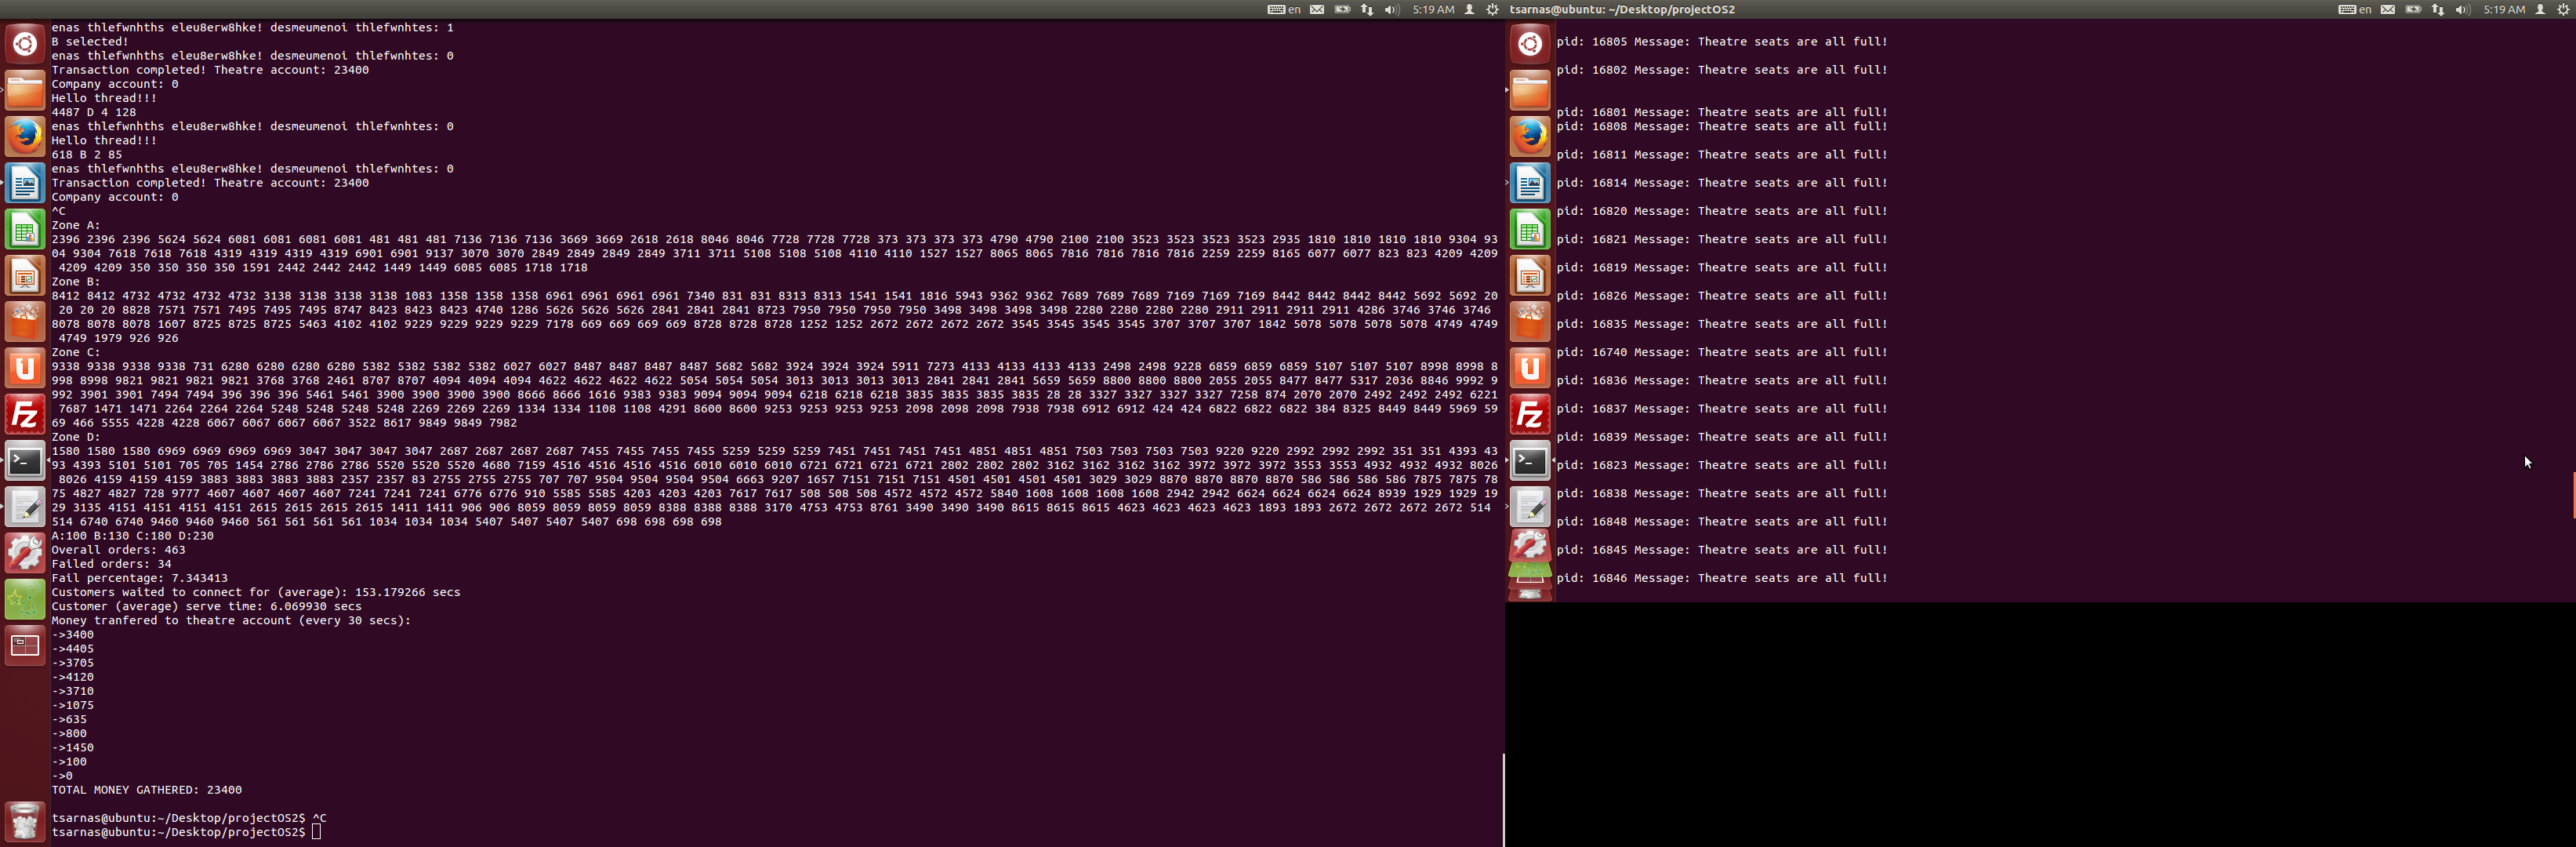 en 5:19 AM
enas thlefwnhths eleu8erw8hke! desmeumenoi thlefwnhtes: 1
B selected!
enas thlefwnhths eleu8erw8hke! desmeumenoi thlefwnhtes: 0
Transaction completed! Theatre account: 23400
Company account: 0
Hello thread!!!
4487 D 4 128
enas thlefwnhths eleu8erw8hke! desmeumenoi thlefwnhtes: 0
Hello thread!!!
618 B 2 85
enas thlefwnhths eleu8erw8hke! desmeumenoi thlefwnhtes: 0
Transaction completed! Theatre account: 23400
Company account: 0
^C
Zone A:
2396 2396 2396 5624 5624 6081 6081 6081 6081 481 481 481 7136 7136 7136 3669 3669 2618 2618 8046 8046 7728 7728 7728 373 373 373 373 4790 4790 2100 2100 3523 3523 3523 3523 2935 1810 1810 1810 1810 9304 93
04 9304 7618 7618 7618 4319 4319 4319 4319 6901 6901 9137 3070 3070 2849 2849 2849 2849 3711 3711 5108 5108 5108 4110 4110 1527 1527 8065 8065 7816 7816 7816 7816 2259 2259 8165 6077 6077 823 823 4209 4209
4209 4209 350 350 350 350 1591 2442 2442 2442 1449 1449 6085 6085 1718 1718
Zone B:
8412 8412 4732 4732 4732 4732 3138 3138 3138 3138 1083 1358 1358 1358 6961 6961 6961 6961 7340 831 831 8313 8313 1541 1541 1816 5943 9362 9362 7689 7689 7689 7169 7169 7169 8442 8442 8442 8442 5692 5692 20
20 20 20 8828 7571 7571 7495 7495 7495 8747 8423 8423 8423 4740 1286 5626 5626 5626 2841 2841 2841 8723 7950 7950 7950 7950 3498 3498 3498 3498 2280 2280 2280 2280 2911 2911 2911 2911 4286 3746 3746 3746
8078 8078 8078 1607 8725 8725 8725 5463 4102 4102 9229 9229 9229 9229 7178 669 669 669 669 8728 8728 8728 1252 1252 2672 2672 2672 2672 3545 3545 3545 3545 3707 3707 3707 1842 5078 5078 5078 5078 4749 4749
4749 1979 926 926
Zone C:
9338 9338 9338 9338 731 6280 6280 6280 6280 5382 5382 5382 5382 6027 6027 8487 8487 8487 8487 5682 5682 3924 3924 3924 5911 7273 4133 4133 4133 4133 2498 2498 9228 6859 6859 6859 5107 5107 5107 8998 8998 8
998 8998 9821 9821 9821 9821 3768 3768 2461 8707 8707 4094 4094 4094 4622 4622 4622 4622 5054 5054 5054 3013 3013 3013 3013 2841 2841 2841 5659 5659 8800 8800 8800 2055 2055 8477 8477 5317 2036 8846 9992 9
992 3901 3901 7494 7494 396 396 396 5461 5461 3900 3900 3900 3900 8666 8666 1616 9383 9383 9094 9094 9094 6218 6218 6218 3835 3835 3835 3835 28 28 3327 3327 3327 3327 7258 874 2070 2070 2492 2492 2492 6221
7687 1471 1471 2264 2264 2264 5248 5248 5248 5248 2269 2269 2269 1334 1334 1108 1108 4291 8600 8600 9253 9253 9253 9253 2098 2098 2098 7938 7938 6912 6912 424 424 6822 6822 6822 384 8325 8449 8449 5969 59
69 466 5555 4228 4228 6067 6067 6067 6067 3522 8617 9849 9849 7982
Zone D:
1580 1580 1580 6969 6969 6969 6969 3047 3047 3047 3047 2687 2687 2687 2687 7455 7455 7455 7455 5259 5259 5259 7451 7451 7451 7451 4851 4851 4851 7503 7503 7503 7503 9220 9220 2992 2992 2992 351 351 4393 43
93 4393 5101 5101 705 705 1454 2786 2786 2786 5520 5520 5520 4680 7159 4516 4516 4516 4516 6010 6010 6010 6721 6721 6721 6721 2802 2802 2802 3162 3162 3162 3162 3972 3972 3972 3553 3553 4932 4932 4932 8026
8026 4159 4159 4159 3883 3883 3883 3883 2357 2357 83 2755 2755 2755 707 707 9504 9504 9504 9504 6663 9207 1657 7151 7151 7151 4501 4501 4501 4501 3029 3029 8870 8870 8870 8870 586 586 586 586 7875 7875 78
75 4827 4827 728 9777 4607 4607 4607 4607 7241 7241 7241 6776 6776 910 5585 5585 4203 4203 4203 7617 7617 508 508 508 4572 4572 4572 5840 1608 1608 1608 1608 2942 2942 6624 6624 6624 6624 8939 1929 1929 19
29 3135 4151 4151 4151 4151 2615 2615 2615 2615 1411 1411 906 906 8059 8059 8059 8059 8388 8388 8388 3170 4753 4753 8761 3490 3490 3490 8615 8615 8615 4623 4623 4623 4623 1893 1893 2672 2672 2672 2672 514
514 6740 6740 9460 9460 9460 561 561 561 561 1034 1034 1034 5407 5407 5407 5407 698 698 698 698
A:100 B:130 C:180 D:230
Overall orders: 463
Failed orders: 34
Fail percentage: 7.343413
Customers waited to connect for (average): 153.179266 secs
Customer (average) serve time: 6.069930 secs
Money tranfered to theatre account (every 30 secs):
->3400
->4405
->3705
->4120
->3710
->1075
->635
->800
->1450
->100
->0
TOTAL MONEY GATHERED: 23400
tsarnas@ubuntu:~/Desktop/projectOS2$ ^C
tsarnas@ubuntu:~/Desktop/projectOS2$
tsarnas@ubuntu: ~/Desktop/projectOS2
en 5:19 AM
pid: 16805 Message: Theatre seats are all full!
pid: 16802 Message: Theatre seats are all full!
pid: 16801 Message: Theatre seats are all full!
pid: 16808 Message: Theatre seats are all full!
pid: 16811 Message: Theatre seats are all full!
pid: 16814 Message: Theatre seats are all full!
pid: 16820 Message: Theatre seats are all full!
pid: 16821 Message: Theatre seats are all full!
pid: 16819 Message: Theatre seats are all full!
pid: 16826 Message: Theatre seats are all full!
pid: 16835 Message: Theatre seats are all full!
pid: 16740 Message: Theatre seats are all full!
pid: 16836 Message: Theatre seats are all full!
pid: 16837 Message: Theatre seats are all full!
pid: 16839 Message: Theatre seats are all full!
pid: 16823 Message: Theatre seats are all full!
pid: 16838 Message: Theatre seats are all full!
pid: 16848 Message: Theatre seats are all full!
pid: 16845 Message: Theatre seats are all full!
pid: 16846 Message: Theatre seats are all full!